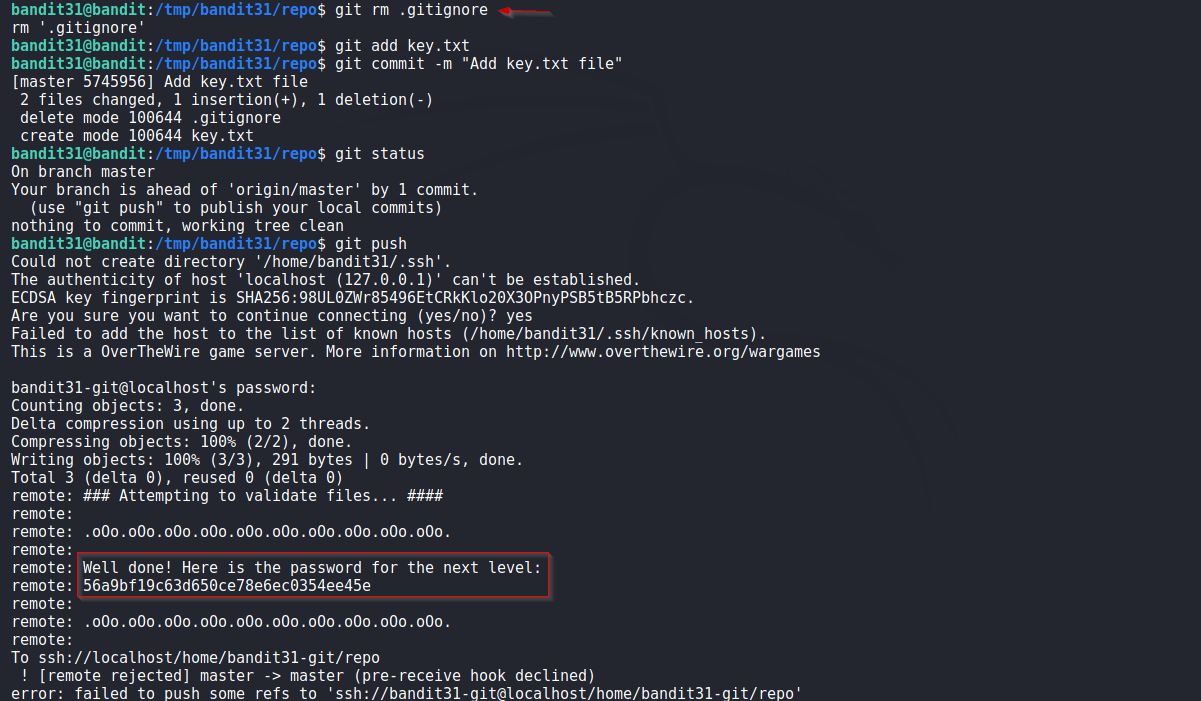 bandit31@bandit:/tmp/bandit31/repo$ git rm .gitignore
rm '.gitignore'
bandit31@bandit:/tmp/bandit31/repo$ git add key.txt
bandit31@bandit:/tmp/bandit31/repo$ git commit -m "Add key.txt file"
[master 5745956] Add key.txt file
 2 files changed, 1 insertion(+), 1 deletion(-)
 delete mode 100644 .gitignore
 create mode 100644 key.txt
bandit31@bandit:/tmp/bandit31/repo$ git status
On branch master
Your branch is ahead of 'origin/master' by 1 commit.
  (use "git push" to publish your local commits)
nothing to commit, working tree clean
bandit31@bandit:/tmp/bandit31/repo$ git push
Could not create directory '/home/bandit31/.ssh'.
The authenticity of host 'localhost (127.0.0.1)' can't be established.
ECDSA key fingerprint is SHA256:98UL0ZWr85496EtCRkKlo20X3OPnyPSB5tB5RPbhczc.
Are you sure you want to continue connecting (yes/no)? yes
Failed to add the host to the list of known hosts (/home/bandit31/.ssh/known_hosts).
This is a OverTheWire game server. More information on http://www.overthewire.org/wargames

bandit31-git@localhost's password:
Counting objects: 3, done.
Delta compression using up to 2 threads.
Compressing objects: 100% (2/2), done.
Writing objects: 100% (3/3), 291 bytes | 0 bytes/s, done.
Total 3 (delta 0), reused 0 (delta 0)
remote: ### Attempting to validate files... ####
remote:
remote: .oOo.oOo.oOo.oOo.oOo.oOo.oOo.oOo.oOo.oOo.
remote:
remote: Well done! Here is the password for the next level:
remote: 56a9bf19c63d650ce78e6ec0354ee45e
remote:
remote: .oOo.oOo.oOo.oOo.oOo.oOo.oOo.oOo.oOo.oOo.
remote:
To ssh://localhost/home/bandit31-git/repo
 ! [remote rejected] master -> master (pre-receive hook declined)
error: failed to push some refs to 'ssh://bandit31-git@localhost/home/bandit31-git/repo'